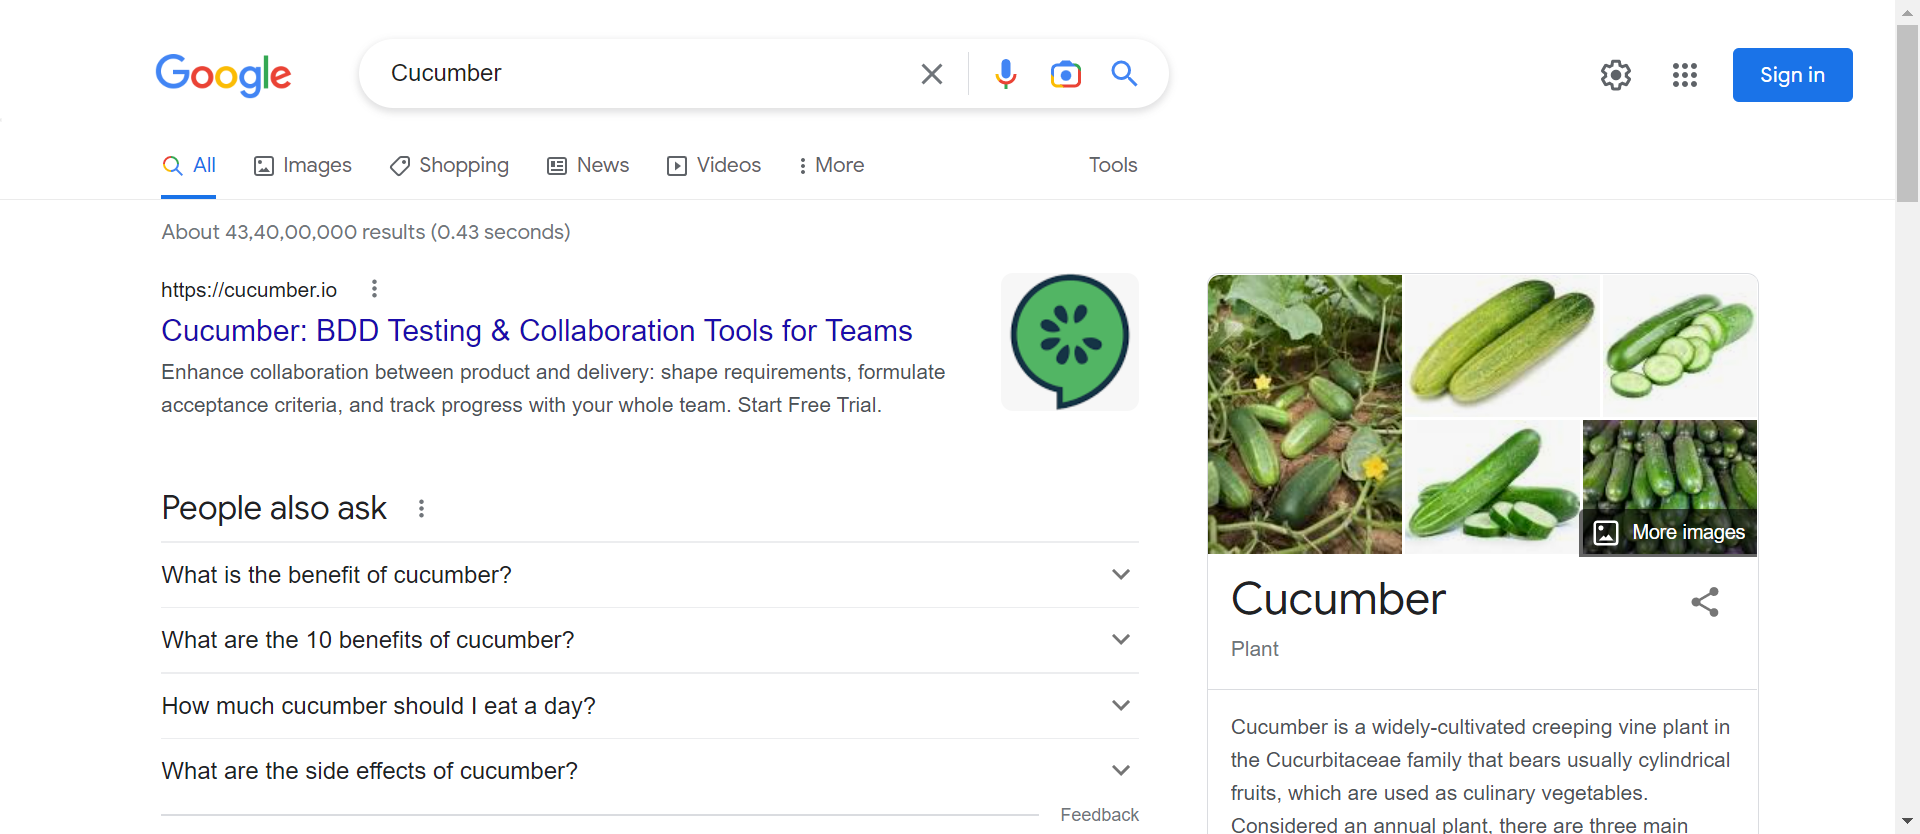 Google
Cucumber
Sign in
All
Images
Shopping
News
Videos
More
Tools
About 43,40,00,000 results (0.43 seconds)
https://cucumber.io
Cucumber: BDD Testing & Collaboration Tools for Teams
Enhance collaboration between product and delivery: shape requirements, formulate
acceptance criteria, and track progress with your whole team. Start Free Trial.
People also ask
What is the benefit of cucumber?
What are the 10 benefits of cucumber?
How much cucumber should I eat a day?
What are the side effects of cucumber?
Feedback
More images
Cucumber
Plant
Cucumber is a widely-cultivated creeping vine plant in
the Cucurbitaceae family that bears usually cylindrical
fruits, which are used as culinary vegetables.
Considered an annual plant, there are three main